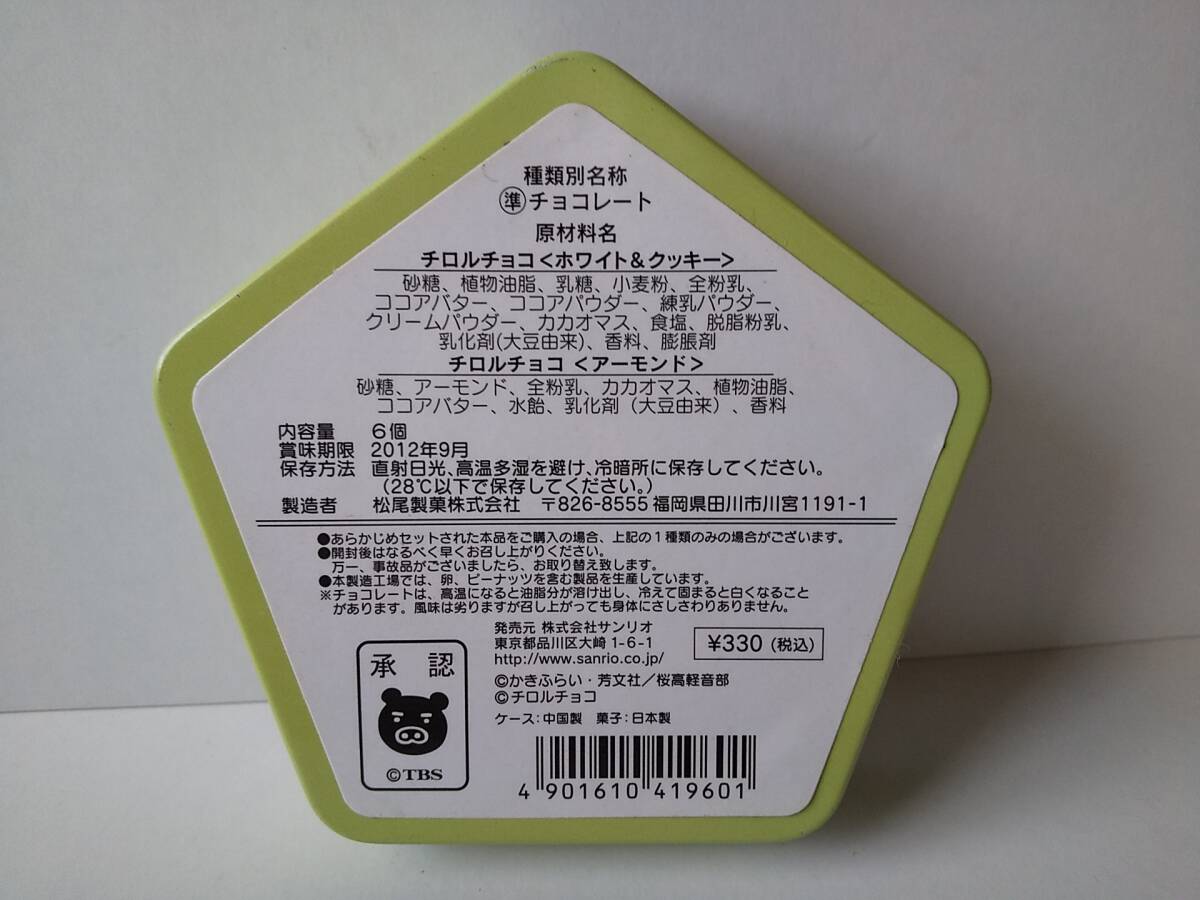 種類別名称
準チョコレート
原材料名
チロルチョコ<ホワイト&クッキー>
砂糖、植物油脂、乳糖、小麦粉、全粉乳、
ココアバター、ココアパウダー、練乳パウダー、
クリームパウダー、カカオマス、食塩、脱脂粉乳、
乳化剤(大豆由来)、香料、膨脹剤
チロルチョコ<アーモンド>
砂糖、アーモンド、全粉乳、カカオマス、植物油脂、
ココアバター、水飴、乳化剤(大豆由来)、香料
内容量 6個
賞味期限 2012年9月
保存方法 直射日光、高温多湿を避け、冷暗所に保存してください。
(28℃以下で保存してください。)
製造者 松尾製菓株式会社 〒826-8555 福岡県田川市川宮1191-1
●あらかじめセットされた本品をご購入の場合、上記の1種類のみの場合がございます。
●開封後はなるべく早くお召し上がりください。
万一、事故品がございましたら、お取り替え致します。
●本製造工場では、卵、ピーナッツを含む製品を生産しています。
※チョコレートは、高温になると油脂分が溶け出し、冷えて固まると白くなること
があります。風味は劣りますが召し上がっても身体にさしさわりありません。
発売元 株式会社サンリオ
東京都品川区大崎1-6-1
http://www.sanrio.co.jp/
¥330(税込)
©かきふらい・芳文社/桜高軽音部
©チロルチョコ
ケース:中国製 菓子:日本製
承認
©TBS
4 901610 419601